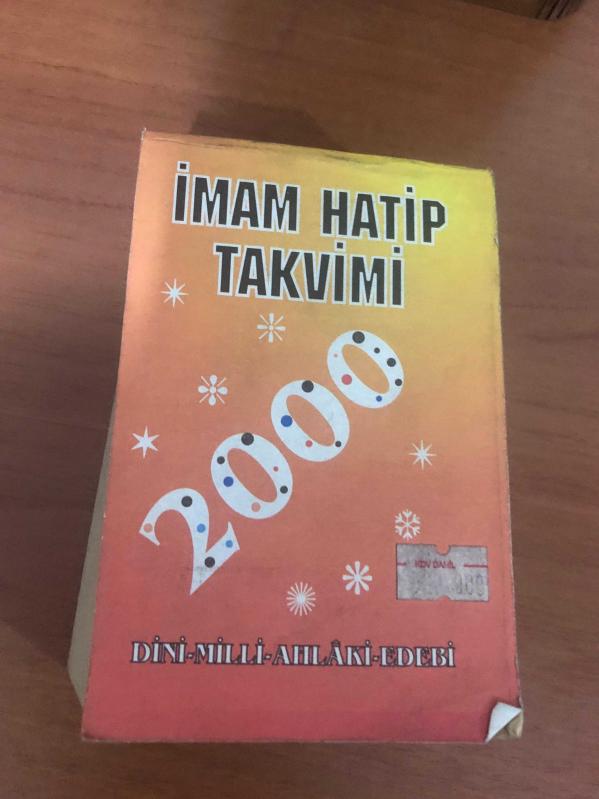 İMAM HATİP
TAKVİMİ
2000
KDV DAHİL
DİNİ-MİLLİ-AHLÂKİ-EDEBİ